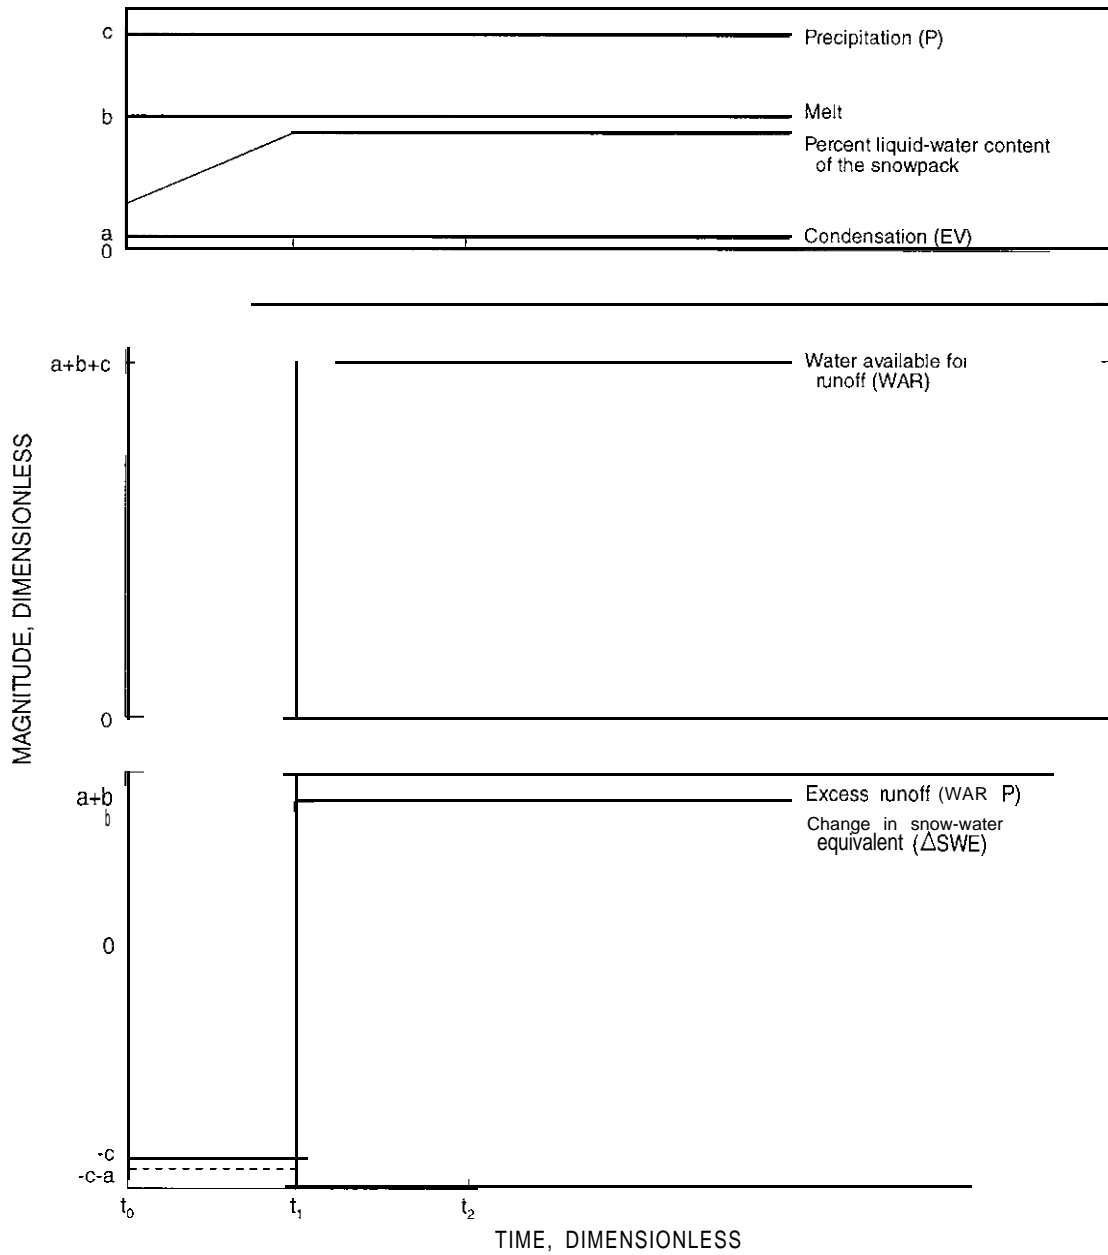 c
Precipitation (P)
b
Melt
Percent liquid-water content
of the snowpack
a
0
Condensation (EV)
a+b+c
Water available for
runoff (WAR)
MAGNITUDE, DIMENSIONLESS
0
a+b
b
Excess runoff (WAR P)
Change in snow-water
equivalent (ΔSWE)
0
-c
-c-a
t₀
t₁
t₂
TIME, DIMENSIONLESS